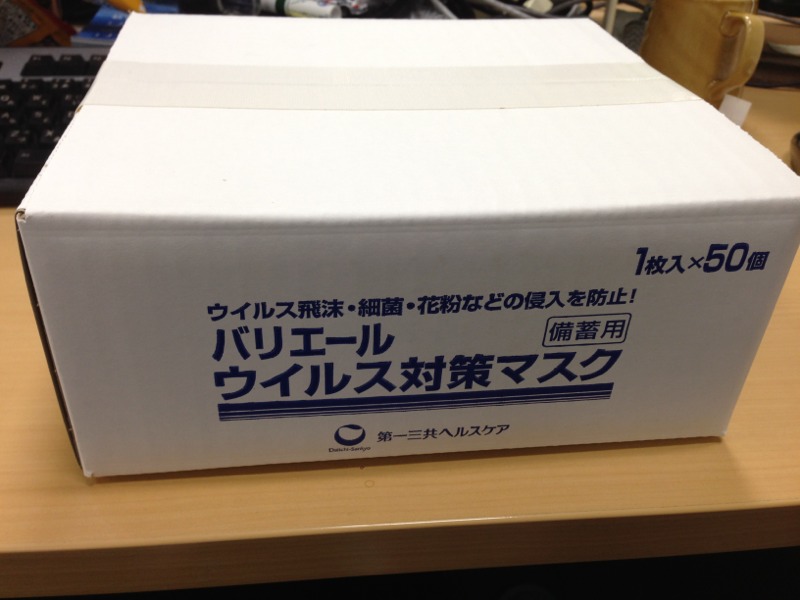 1枚入×50個
ウイルス飛沫・細菌・花粉などの侵入を防止!
バリエール
備蓄用
ウイルス対策マスク
Daiichi-Sankyo
第一三共ヘルスケア